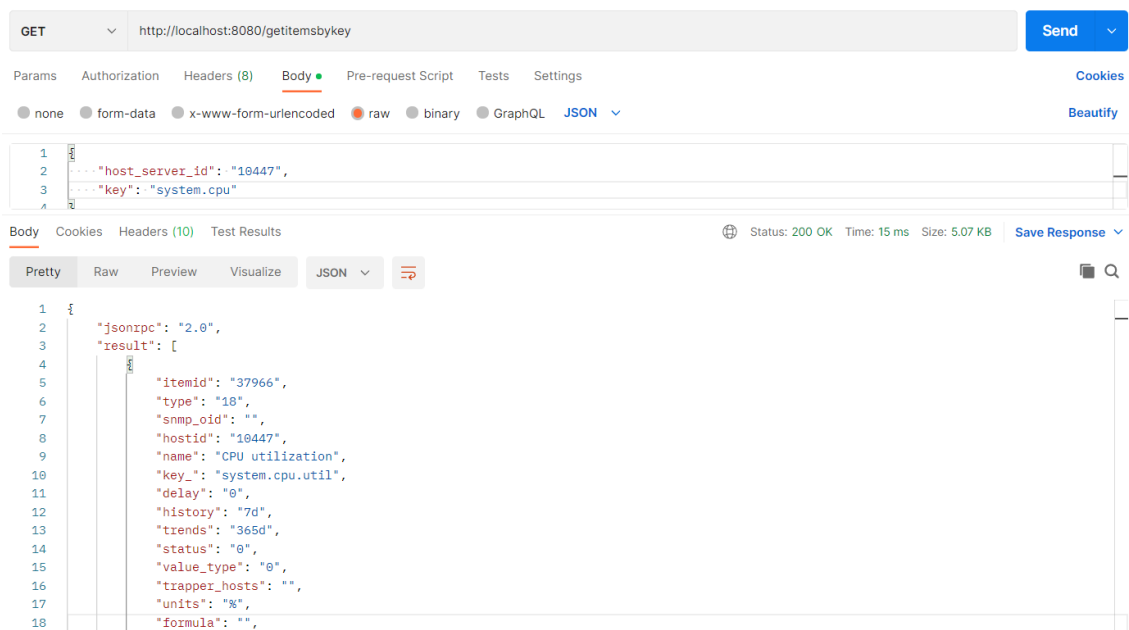 GET http://localhost:8080/getitemsbykey Send
Params Authorization Headers (8) Body Pre-request Script Tests Settings Cookies
none form-data x-www-form-urlencoded raw binary GraphQL JSON Beautify
1 {
2 "host_server_id": "10447",
3 "key": "system.cpu"
4 }
Body Cookies Headers (10) Test Results Status: 200 OK Time: 15 ms Size: 5.07 KB Save Response
Pretty Raw Preview Visualize JSON
1 {
2 "jsonrpc": "2.0",
3 "result": [
4 {
5 "itemid": "37966",
6 "type": "18",
7 "snmp_oid": "",
8 "hostid": "10447",
9 "name": "CPU utilization",
10 "key_": "system.cpu.util",
11 "delay": "0",
12 "history": "7d",
13 "trends": "365d",
14 "status": "0",
15 "value_type": "0",
16 "trapper_hosts": "",
17 "units": "%",
18 "formula": "",